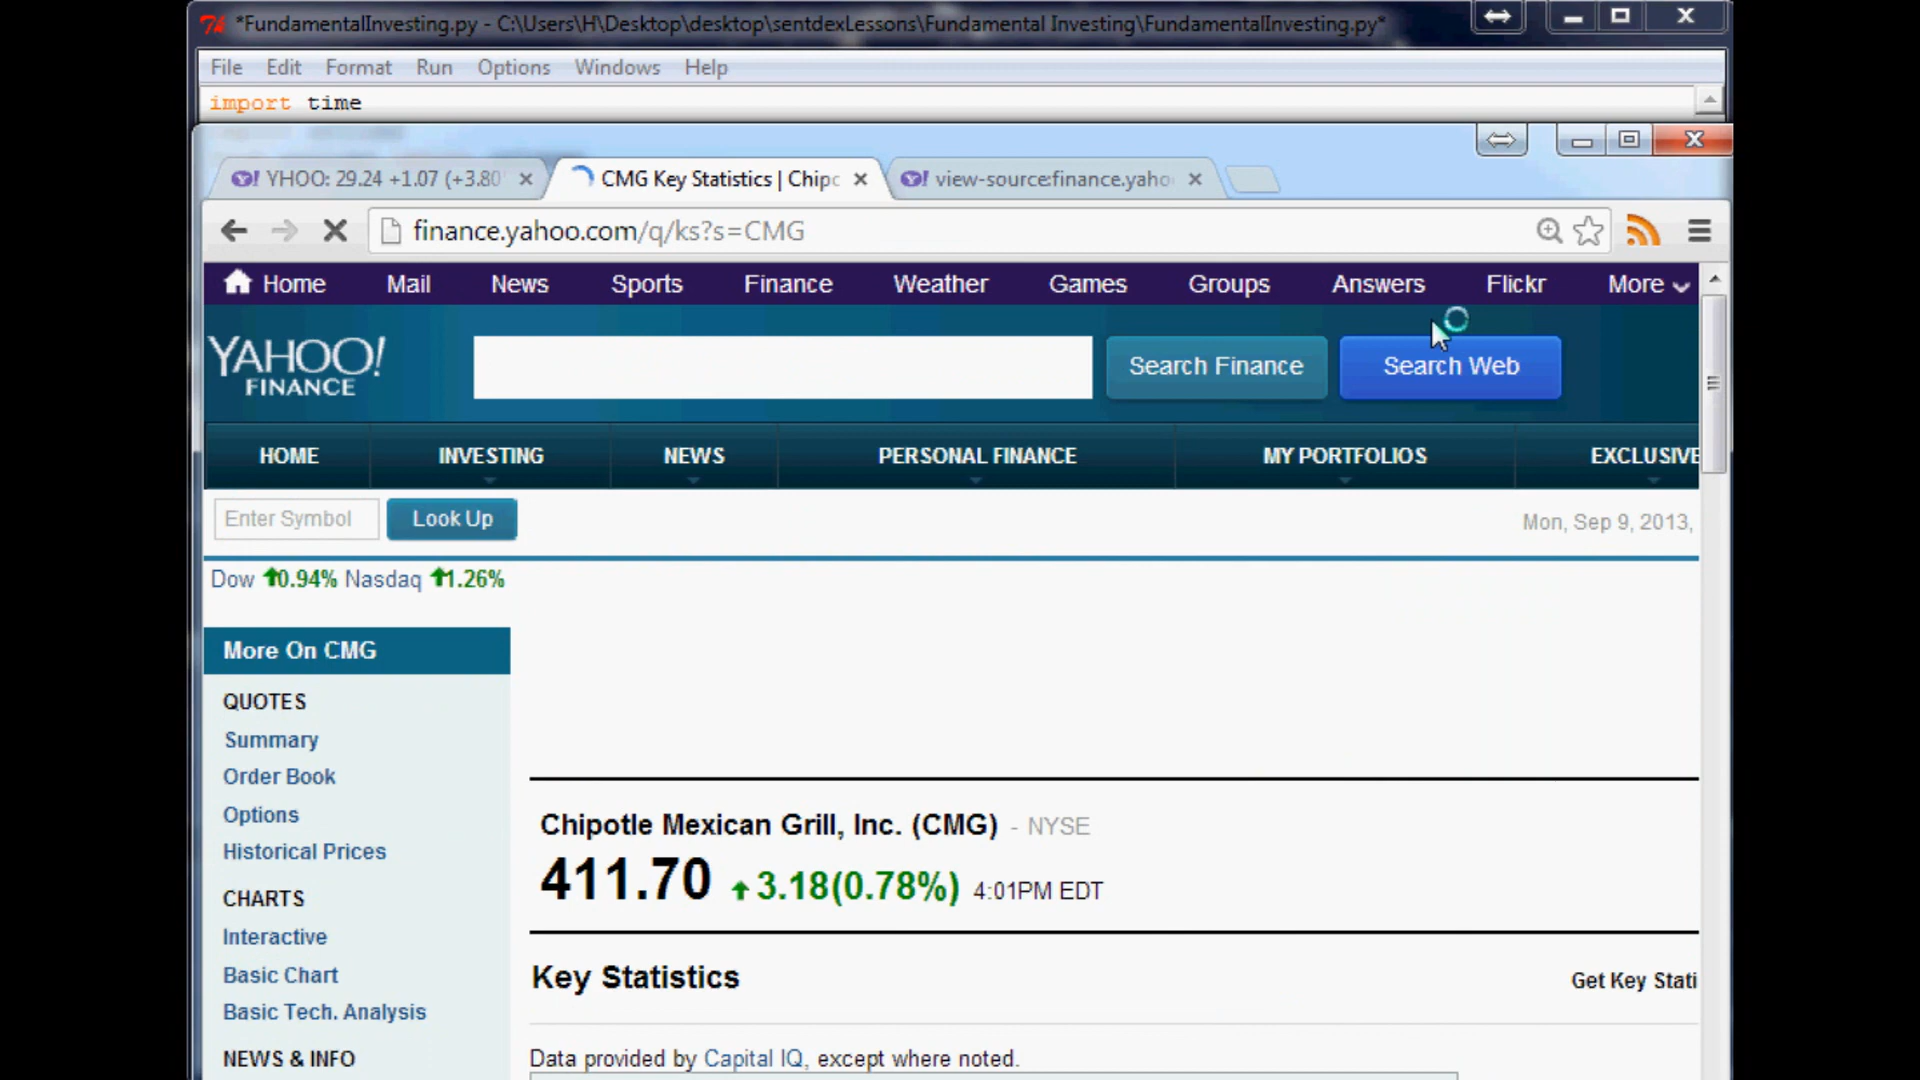 *FundamentalInvesting.py - C:\Users\H\Desktop\desktop\sentdexLessons\Fundamental Investing\FundamentalInvesting.py*
File Edit Format Run Options Windows Help
import time
YHOO: 29.24 +1.07 (+3.80 CMG Key Statistics | Chipo view-source:finance.yaho
finance.yahoo.com/q/ks?s=CMG
Home Mail News Sports Finance Weather Games Groups Answers Flickr More
YAHOO! FINANCE
Search Finance Search Web
HOME INVESTING NEWS PERSONAL FINANCE MY PORTFOLIOS EXCLUSIVE
Enter Symbol Look Up Mon, Sep 9, 2013,
Dow 0.94% Nasdaq 1.26%
More On CMG
QUOTES
Summary
Order Book
Options
Historical Prices
CHARTS
Interactive
Basic Chart
Basic Tech. Analysis
NEWS & INFO
Chipotle Mexican Grill, Inc. (CMG) - NYSE
411.70 3.18(0.78%) 4:01PM EDT
Key Statistics Get Key Stati
Data provided by Capital IQ, except where noted.